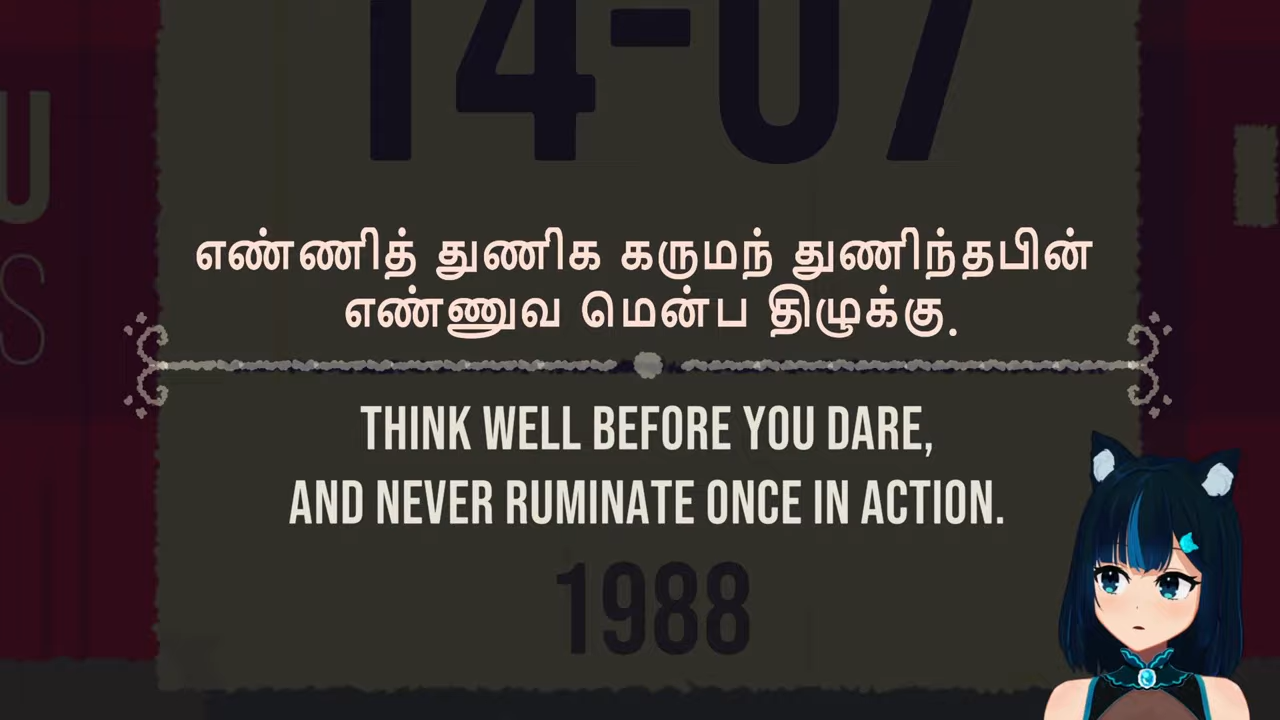 14-07
U
S
எண்ணித் துணிக கருமந் துணிந்தபின்
எண்ணுவ மென்ப திழுக்கு.
THINK WELL BEFORE YOU DARE,
AND NEVER RUMINATE ONCE IN ACTION.
1988